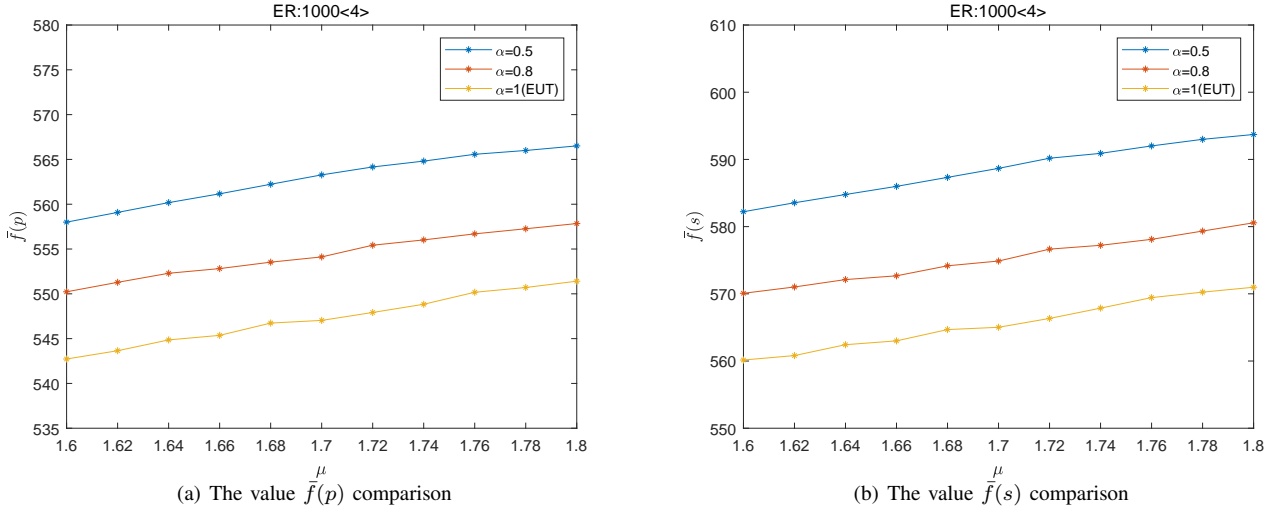 ER:1000<4>
580
575
570
565
560
555
550
545
540
535
f̄(p)
α=0.5
α=0.8
α=1(EUT)
1.6 1.62 1.64 1.66 1.68 1.7 1.72 1.74 1.76 1.78 1.8
μ
(a) The value f̄(p) comparison
ER:1000<4>
610
600
590
580
570
560
550
f̄(s)
α=0.5
α=0.8
α=1(EUT)
1.6 1.62 1.64 1.66 1.68 1.7 1.72 1.74 1.76 1.78 1.8
μ
(b) The value f̄(s) comparison